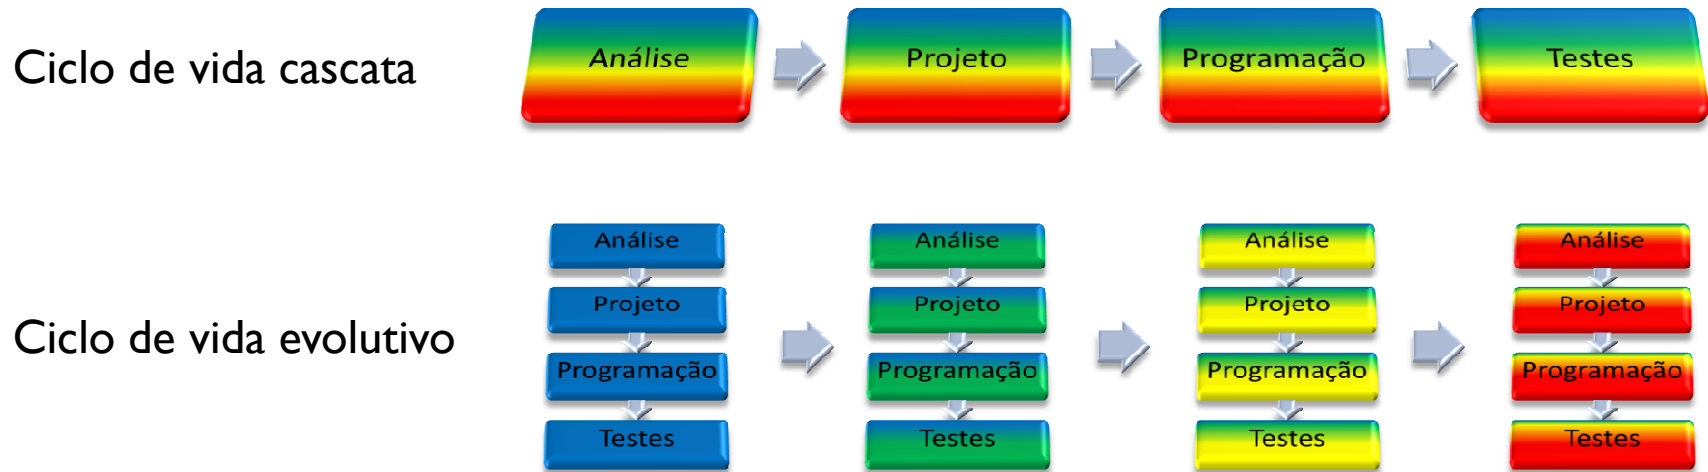 Ciclo de vida cascata
Análise
Projeto
Programação
Testes
Ciclo de vida evolutivo
Análise
Projeto
Programação
Testes
Análise
Projeto
Programação
Testes
Análise
Projeto
Programação
Testes
Análise
Projeto
Programação
Testes